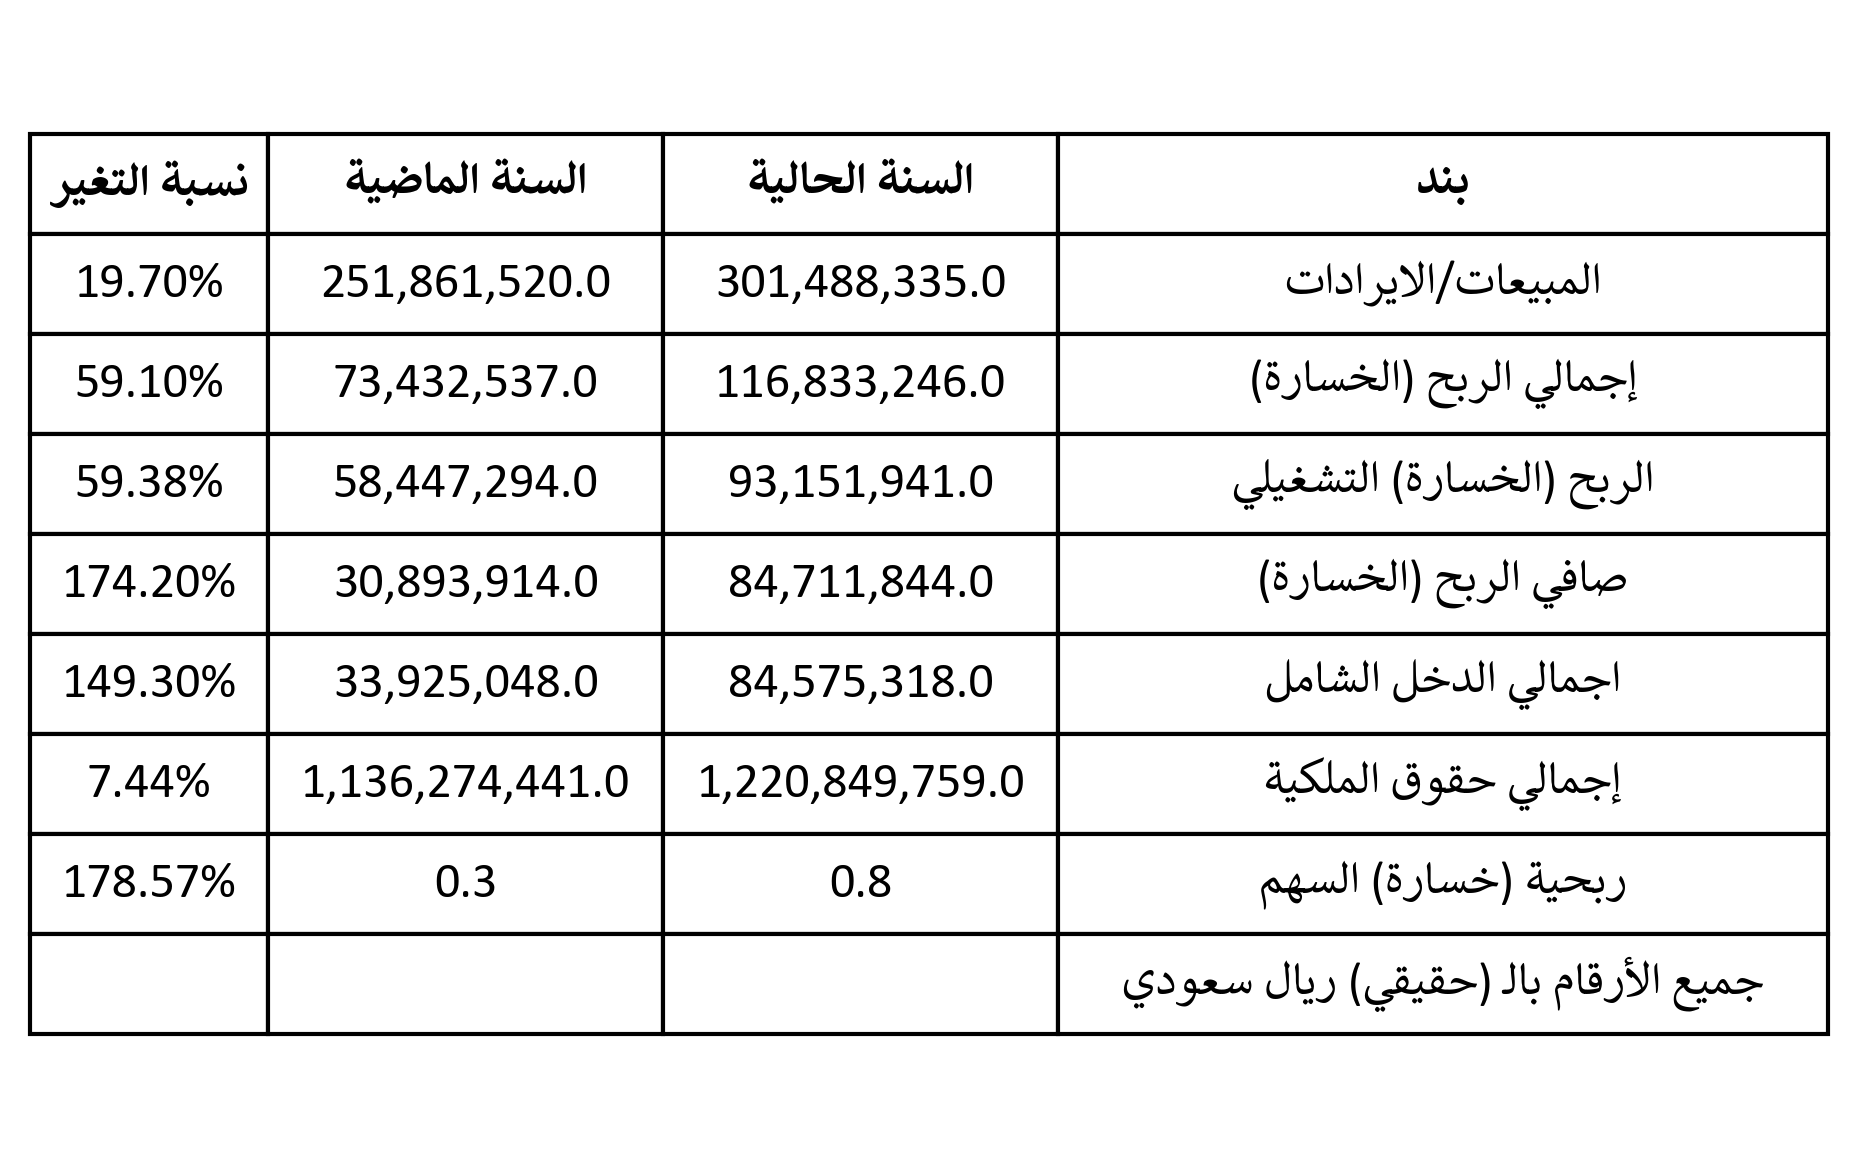 بند السنة الحالية السنة الماضية نسبة التغير
المبيعات/الايرادات 301,488,335.0 251,861,520.0 19.70%
إجمالي الربح (الخسارة) 116,833,246.0 73,432,537.0 59.10%
الربح (الخسارة) التشغيلي 93,151,941.0 58,447,294.0 59.38%
صافي الربح (الخسارة) 84,711,844.0 30,893,914.0 174.20%
اجمالي الدخل الشامل 84,575,318.0 33,925,048.0 149.30%
إجمالي حقوق الملكية 1,220,849,759.0 1,136,274,441.0 7.44%
ربحية (خسارة) السهم 0.8 0.3 178.57%
جميع الأرقام بالـ (حقيقي) ريال سعودي